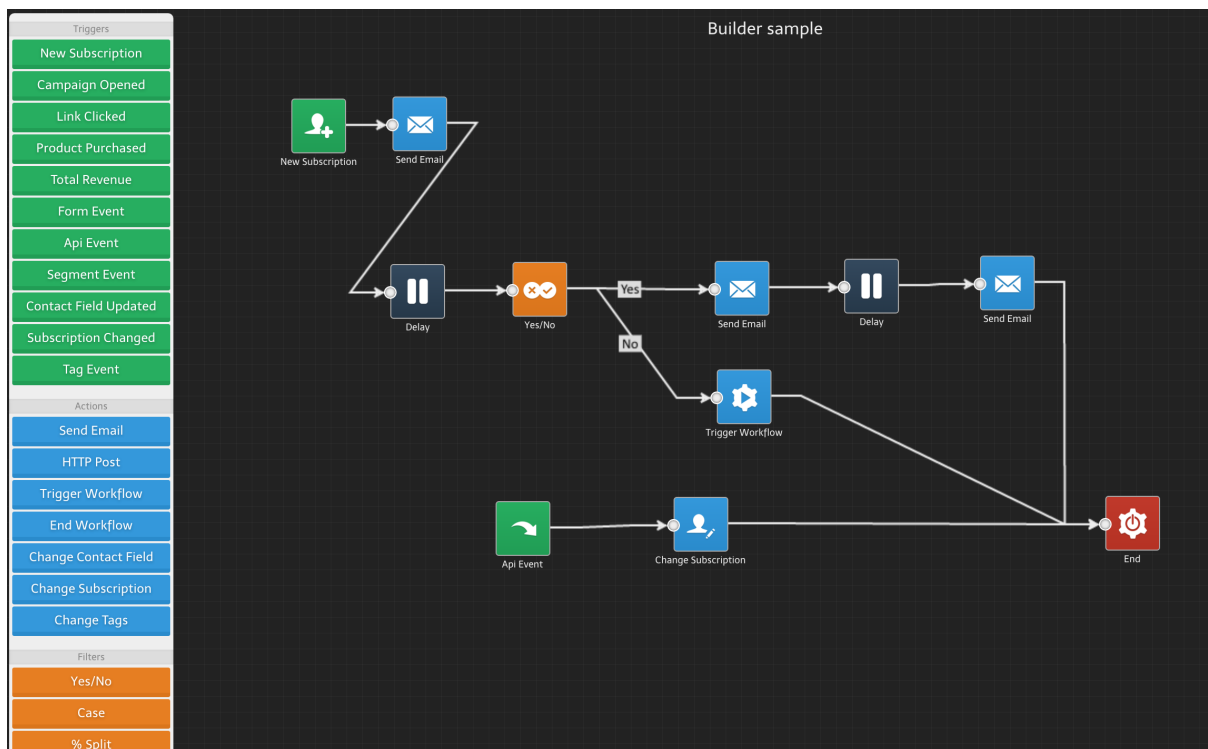 Triggers
New Subscription
Campaign Opened
Link Clicked
Product Purchased
Total Revenue
Form Event
Api Event
Segment Event
Contact Field Updated
Subscription Changed
Tag Event
Actions
Send Email
HTTP Post
Trigger Workflow
End Workflow
Change Contact Field
Change Subscription
Change Tags
Filters
Yes/No
Case
% Split
Builder sample
New Subscription
Send Email
Delay
Yes/No
Yes
No
Send Email
Delay
Send Email
Trigger Workflow
Api Event
Change Subscription
End